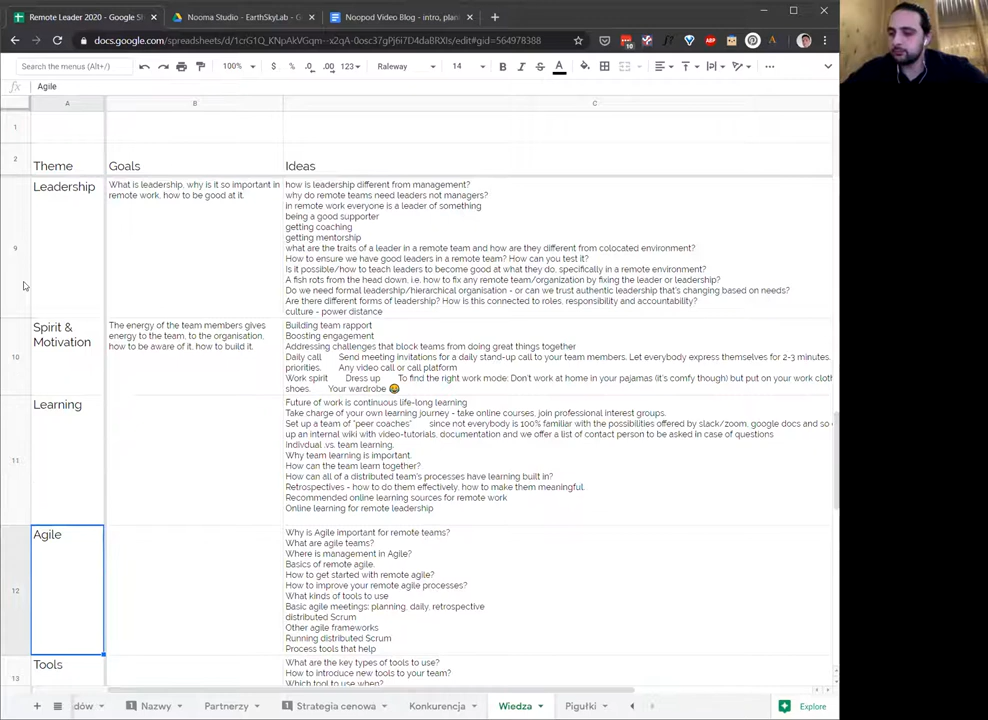 Remote Leader 2020 - Google Sh
Nooma Studio - EarthSkyLab - G
Noopod Video Blog - intro, plan
docs.google.com/spreadsheets/d/1crG1Q_KNpAkVGqm--x2qA-0osc37gPj6i7D4daBRXIs/edit#gid=564978388
Search the menus (Alt+/)
100%
$ % .0 .00 123
Raleway
14
B I S A
fx Agile
A B C
1
2 Theme Goals Ideas
9
Leadership
What is leadership, why is it so important in
remote work, how to be good at it.
how is leadership different from management?
why do remote teams need leaders not managers?
in remote work everyone is a leader of something
being a good supporter
getting coaching
getting mentorship
what are the traits of a leader in a remote team and how are they different from colocated environment?
How to ensure we have good leaders in a remote team? How can you test it?
Is it possible/how to teach leaders to become good at what they do, specifically in a remote environment?
A fish rots from the head down, i.e. how to fix any remote team/organization by fixing the leader or leadership?
Do we need formal leadership/hierarchical organisation - or can we trust authentic leadership that's changing based on needs?
Are there different forms of leadership? How is this connected to roles, responsibility and accountability?
culture - power distance
10
Spirit &
Motivation
The energy of the team members gives
energy to the team, to the organisation,
how to be aware of it, how to build it.
Building team rapport
Boosting engagement
Addressing challenges that block teams from doing great things together
Daily call Send meeting invitations for a daily stand-up call to your team members. Let everybody express themselves for 2-3 minutes.
priorities. Any video call or call platform
Work spirit Dress up To find the right work mode: Don't work at home in your pajamas (it's comfy though) but put on your work cloth
shoes. Your wardrobe 😂
11
Learning
Future of work is continuous life-long learning
Take charge of your own learning journey - take online courses, join professional interest groups.
Set up a team of "peer coaches" since not everybody is 100% familiar with the possibilities offered by slack/zoom, google docs and so
up an internal wiki with video-tutorials, documentation and we offer a list of contact person to be asked in case of questions
Indivdual .vs. team learning.
Why team learning is important.
How can the team learn together?
How can all of a distributed team's processes have learning built in?
Retrospectives - how to do them effectively, how to make them meaningful.
Recommended online learning sources for remote work
Online learning for remote leadership
12
Agile
Why is Agile important for remote teams?
What are agile teams?
Where is management in Agile?
Basics of remote agile.
How to get started with remote agile?
How to improve your remote agile processes?
What kinds of tools to use
Basic agile meetings: planning, daily, retrospective
distributed Scrum
Other agile frameworks
Running distributed Scrum
Process tools that help
13
Tools
What are the key types of tools to use?
How to introduce new tools to your team?
Which tool to use when?
dów
1 Nazwy
Partnerzy
1 Strategia cenowa
Konkurencja
Wiedza
Pigułki
Explore